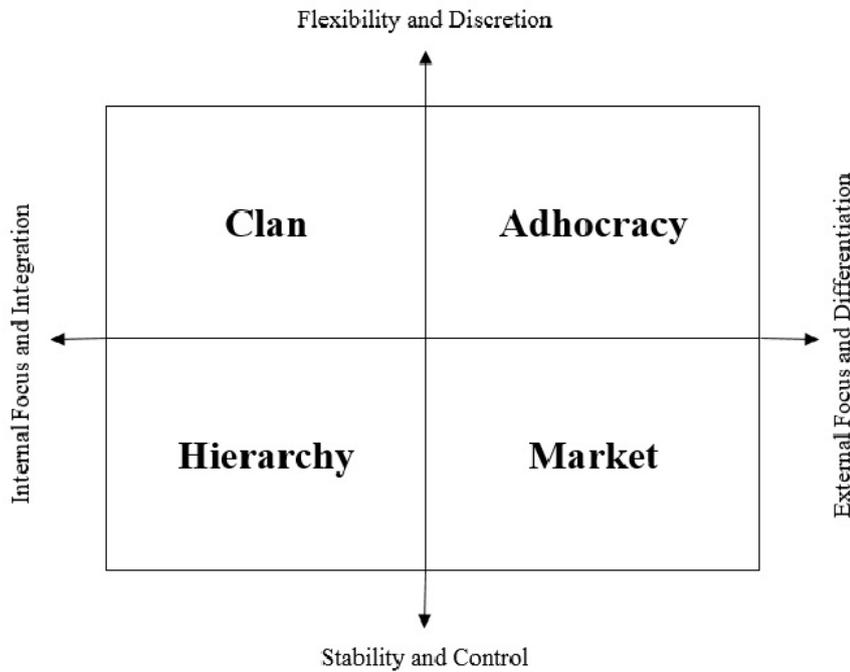 Flexibility and Discretion
Clan
Adhocracy
Internal Focus and Integration
External Focus and Differentiation
Hierarchy
Market
Stability and Control